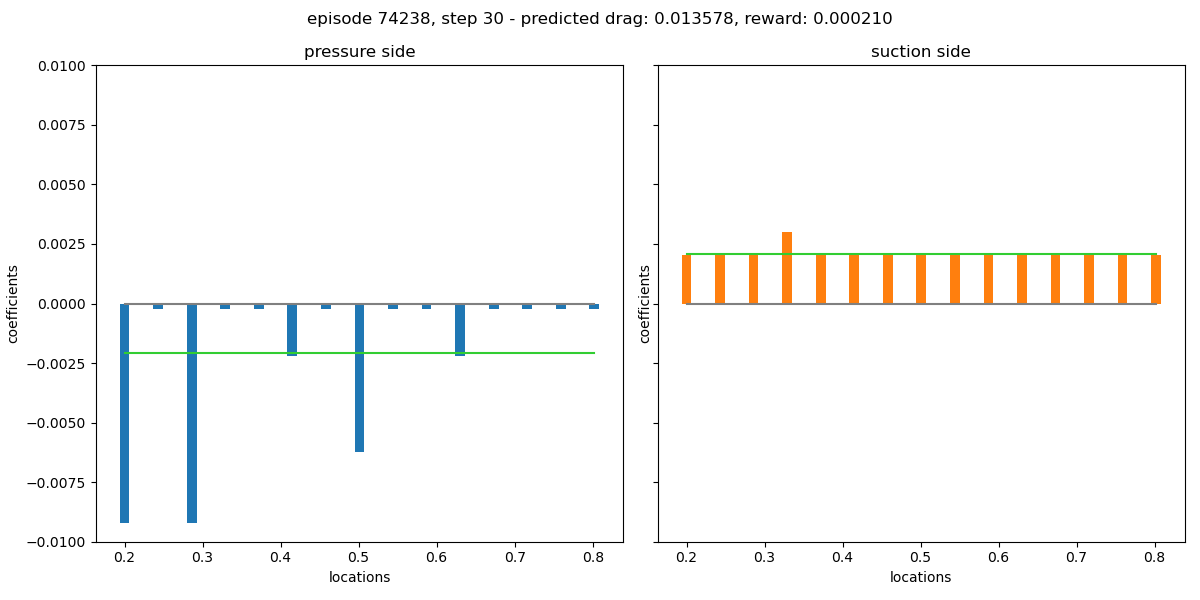 episode 74238, step 30 - predicted drag: 0.013578, reward: 0.000210
pressure side
suction side
0.0100
0.0075
0.0050
0.0025
0.0000
−0.0025
−0.0050
−0.0075
−0.0100
coefficients
coefficients
0.2 0.3 0.4 0.5 0.6 0.7 0.8
0.2 0.3 0.4 0.5 0.6 0.7 0.8
locations
locations